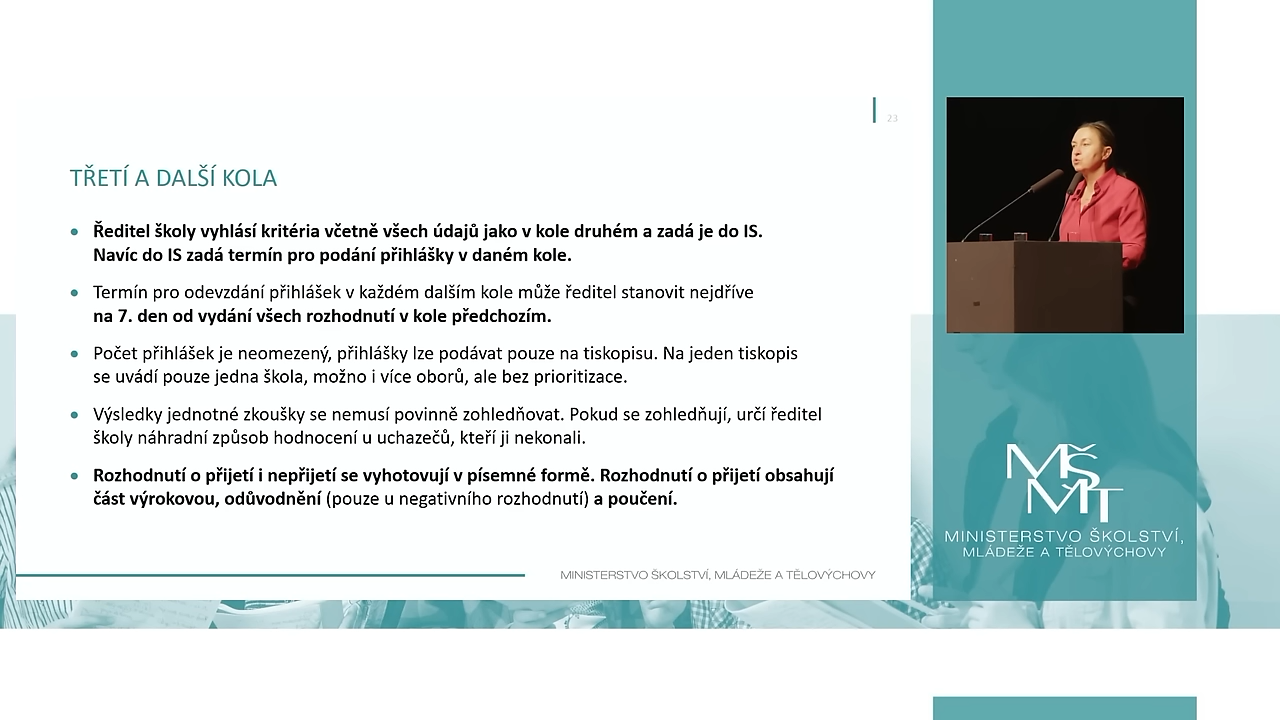 23
TŘETÍ A DALŠÍ KOLA
• Ředitel školy vyhlásí kritéria včetně všech údajů jako v kole druhém a zadá je do IS.
Navíc do IS zadá termín pro podání přihlášky v daném kole.
• Termín pro odevzdání přihlášek v každém dalším kole může ředitel stanovit nejdříve
na 7. den od vydání všech rozhodnutí v kole předchozím.
• Počet přihlášek je neomezený, přihlášky lze podávat pouze na tiskopisu. Na jeden tiskopis
se uvádí pouze jedna škola, možno i více oborů, ale bez prioritizace.
• Výsledky jednotné zkoušky se nemusí povinně zohledňovat. Pokud se zohledňují, určí ředitel
školy náhradní způsob hodnocení u uchazečů, kteří ji nekonali.
• Rozhodnutí o přijetí i nepřijetí se vyhotovují v písemné formě. Rozhodnutí o přijetí obsahují
část výrokovou, odůvodnění (pouze u negativního rozhodnutí) a poučení.
MINISTERSTVO ŠKOLSTVÍ, MLÁDEŽE A TĚLOVÝCHOVY
MŠ
MT
MINISTERSTVO ŠKOLSTVÍ,
MLÁDEŽE A TĚLOVÝCHOVY